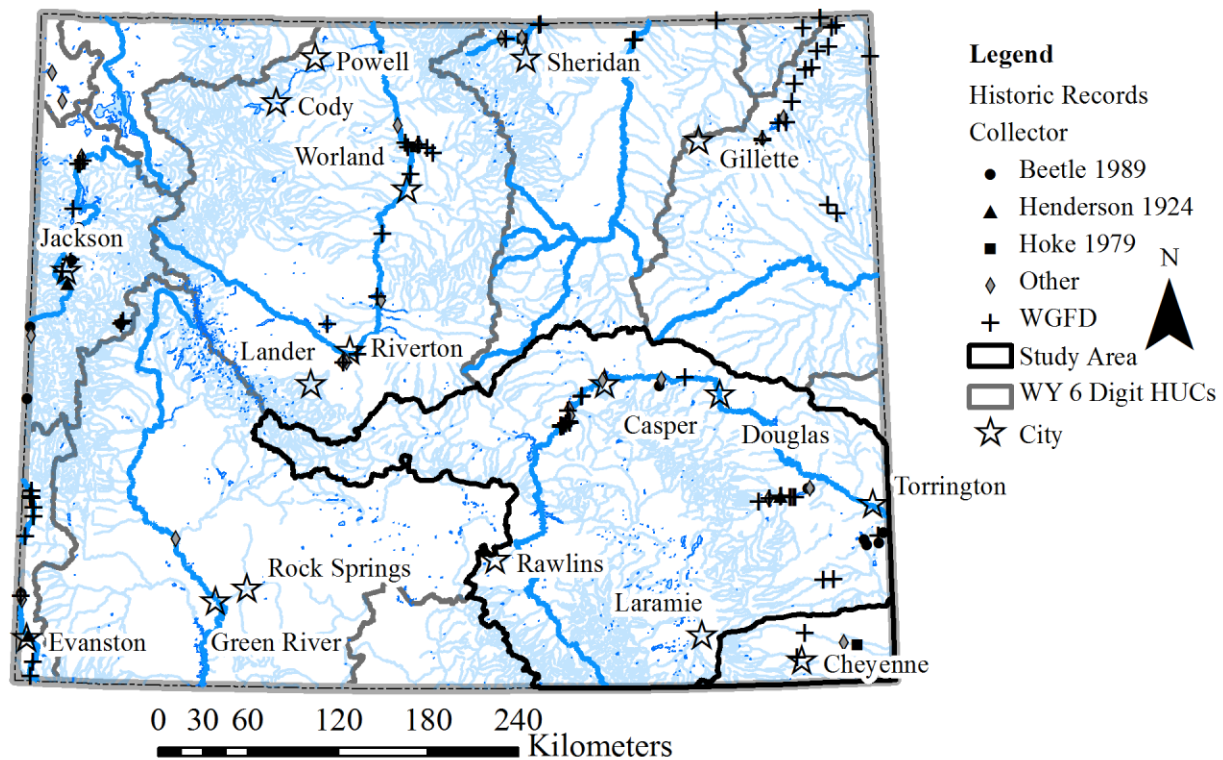 Powell
Sheridan
Cody
Worland
Gillette
Jackson
Lander
Riverton
Casper
Douglas
Torrington
Rock Springs
Rawlins
Laramie
Evanston
Green River
Cheyenne
0 30 60 120 180 240
Kilometers
Legend
Historic Records
Collector
Beetle 1989
Henderson 1924
Hoke 1979
Other
WGFD
Study Area
WY 6 Digit HUCs
City
N